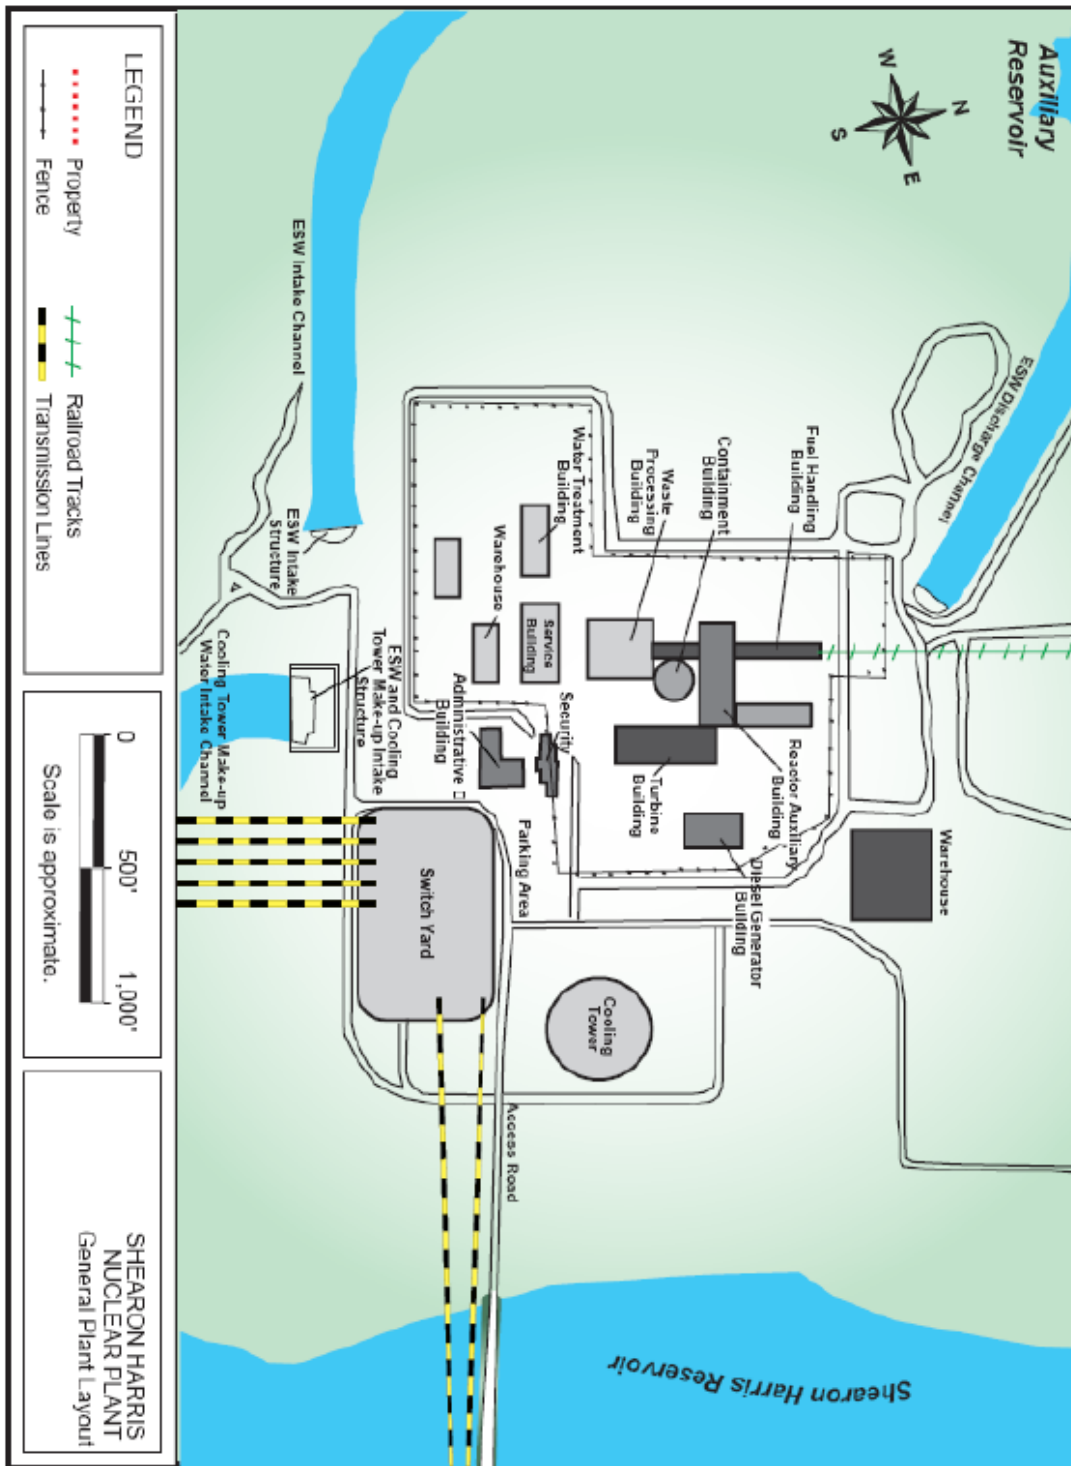 Auxiliary
Reservoir
N
W
E
S
ESW Discharge Channel
Fuel Handling
Building
Containment
Building
Waste
Processing
Building
Water Treatment
Building
Warehouse
Service
Building
Security
Administrative
Building
Turbine
Building
Reactor Auxiliary
Building
Diesel Generator
Building
Warehouse
Parking Area
Switch Yard
Cooling
Tower
Access Road
ESW Intake Channel
ESW Intake
Structure
ESW and Cooling
Tower Make-up Intake
Structure
Cooling Tower Make-up
Water Intake Channel
Shearon Harris Reservoir
LEGEND
Property
Fence
Railroad Tracks
Transmission Lines
0 500' 1,000'
Scale is approximate.
SHEARON HARRIS
NUCLEAR PLANT
General Plant Layout